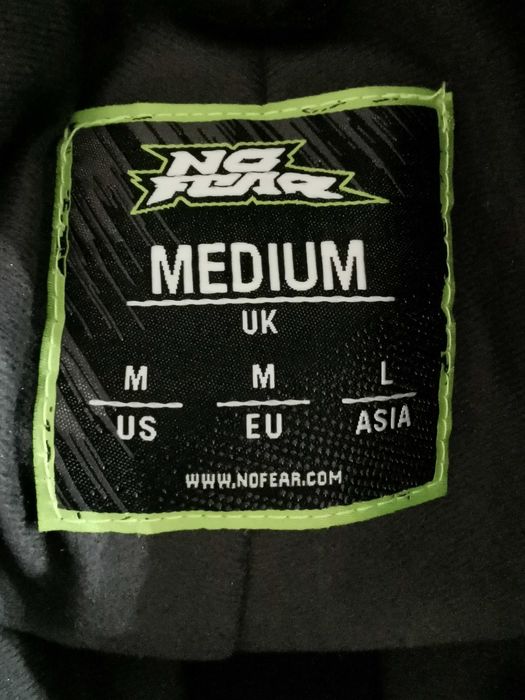 NO
FEAR
MEDIUM
UK
M M L
US EU ASIA
WWW.NOFEAR.COM